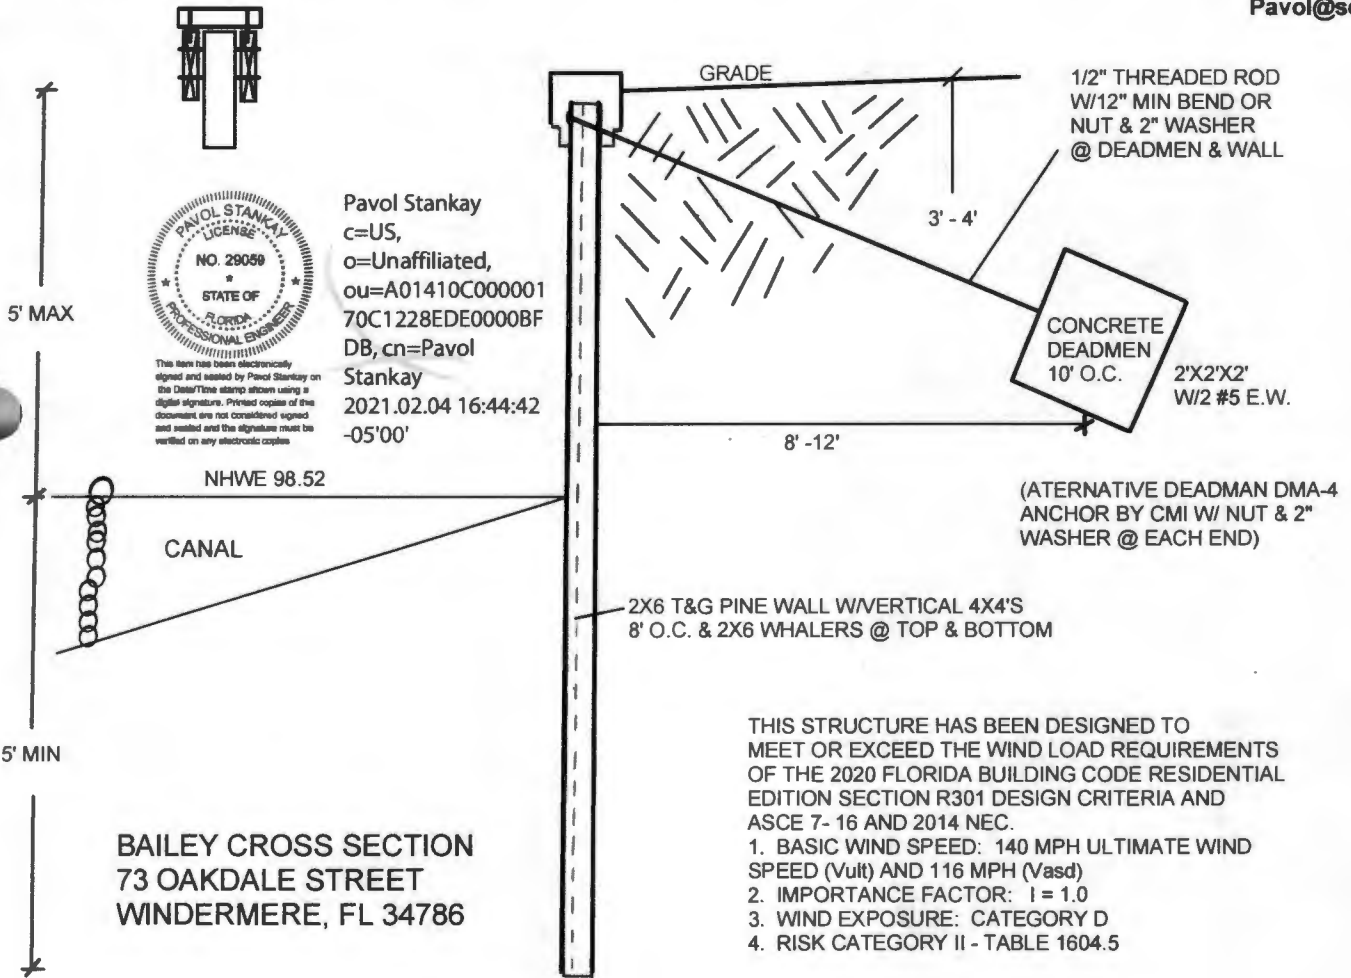 Pavol@s
GRADE
1/2" THREADED ROD
W/12" MIN BEND OR
NUT & 2" WASHER
@ DEADMEN & WALL
3' - 4'
5' MAX
PAVOL STANKAY
LICENSE
NO. 29059
*
STATE OF
FLORIDA
PROFESSIONAL ENGINEER
This item has been electronically
signed and sealed by Pavol Stankay on
the Date/Time stamp shown using a
digital signature. Printed copies of this
document are not considered signed
and sealed and the signature must be
verified on any electronic copies
Pavol Stankay
c=US,
o=Unaffiliated,
ou=A01410C000001
70C1228EDE0000BF
DB, cn=Pavol
Stankay
2021.02.04 16:44:42
-05'00'
CONCRETE
DEADMEN
10' O.C.
2'X2'X2'
W/2 #5 E.W.
8' -12'
NHWE 98.52
CANAL
(ATERNATIVE DEADMAN DMA-4
ANCHOR BY CMI W/ NUT & 2"
WASHER @ EACH END)
2X6 T&G PINE WALL W/VERTICAL 4X4'S
8' O.C. & 2X6 WHALERS @ TOP & BOTTOM
5' MIN
THIS STRUCTURE HAS BEEN DESIGNED TO
MEET OR EXCEED THE WIND LOAD REQUIREMENTS
OF THE 2020 FLORIDA BUILDING CODE RESIDENTIAL
EDITION SECTION R301 DESIGN CRITERIA AND
ASCE 7- 16 AND 2014 NEC.
1. BASIC WIND SPEED: 140 MPH ULTIMATE WIND
SPEED (Vult) AND 116 MPH (Vasd)
2. IMPORTANCE FACTOR: I = 1.0
3. WIND EXPOSURE: CATEGORY D
4. RISK CATEGORY II - TABLE 1604.5
BAILEY CROSS SECTION
73 OAKDALE STREET
WINDERMERE, FL 34786